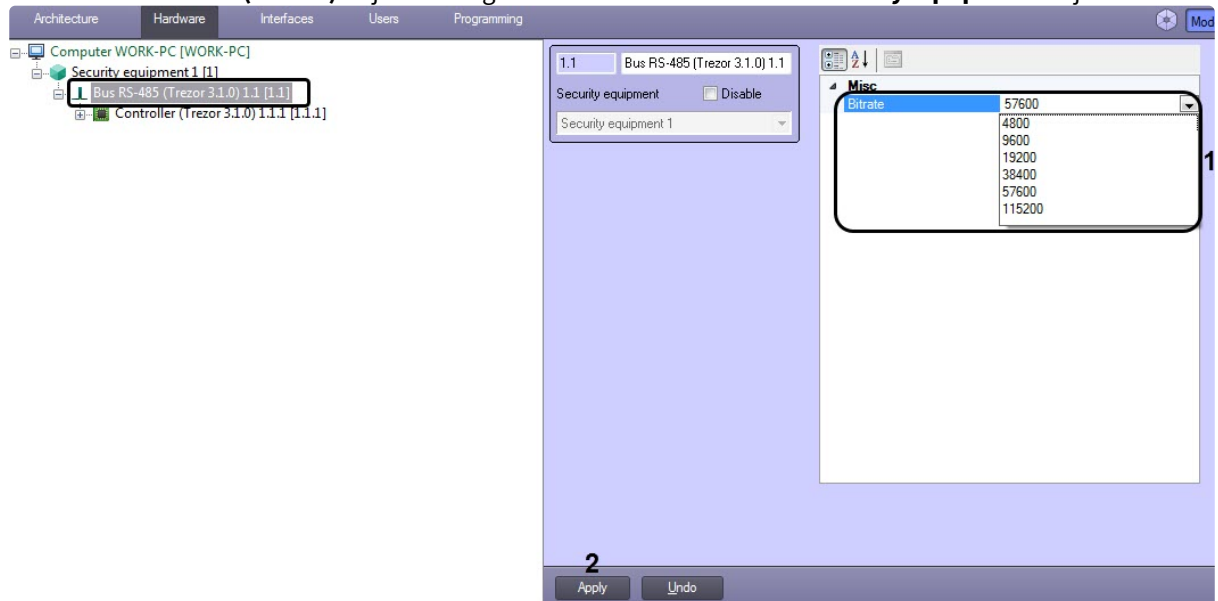 Architecture Hardware Interfaces Users Programming Mod
Computer WORK-PC [WORK-PC]
Security equipment 1 [1]
Bus RS-485 (Trezor 3.1.0) 1.1 [1.1]
Controller (Trezor 3.1.0) 1.1.1 [1.1.1]
1.1 Bus RS-485 (Trezor 3.1.0) 1.1
Security equipment Disable
Security equipment 1
Misc
Bitrate 57600
4800
9600
19200
38400
57600
115200
1
2
Apply Undo